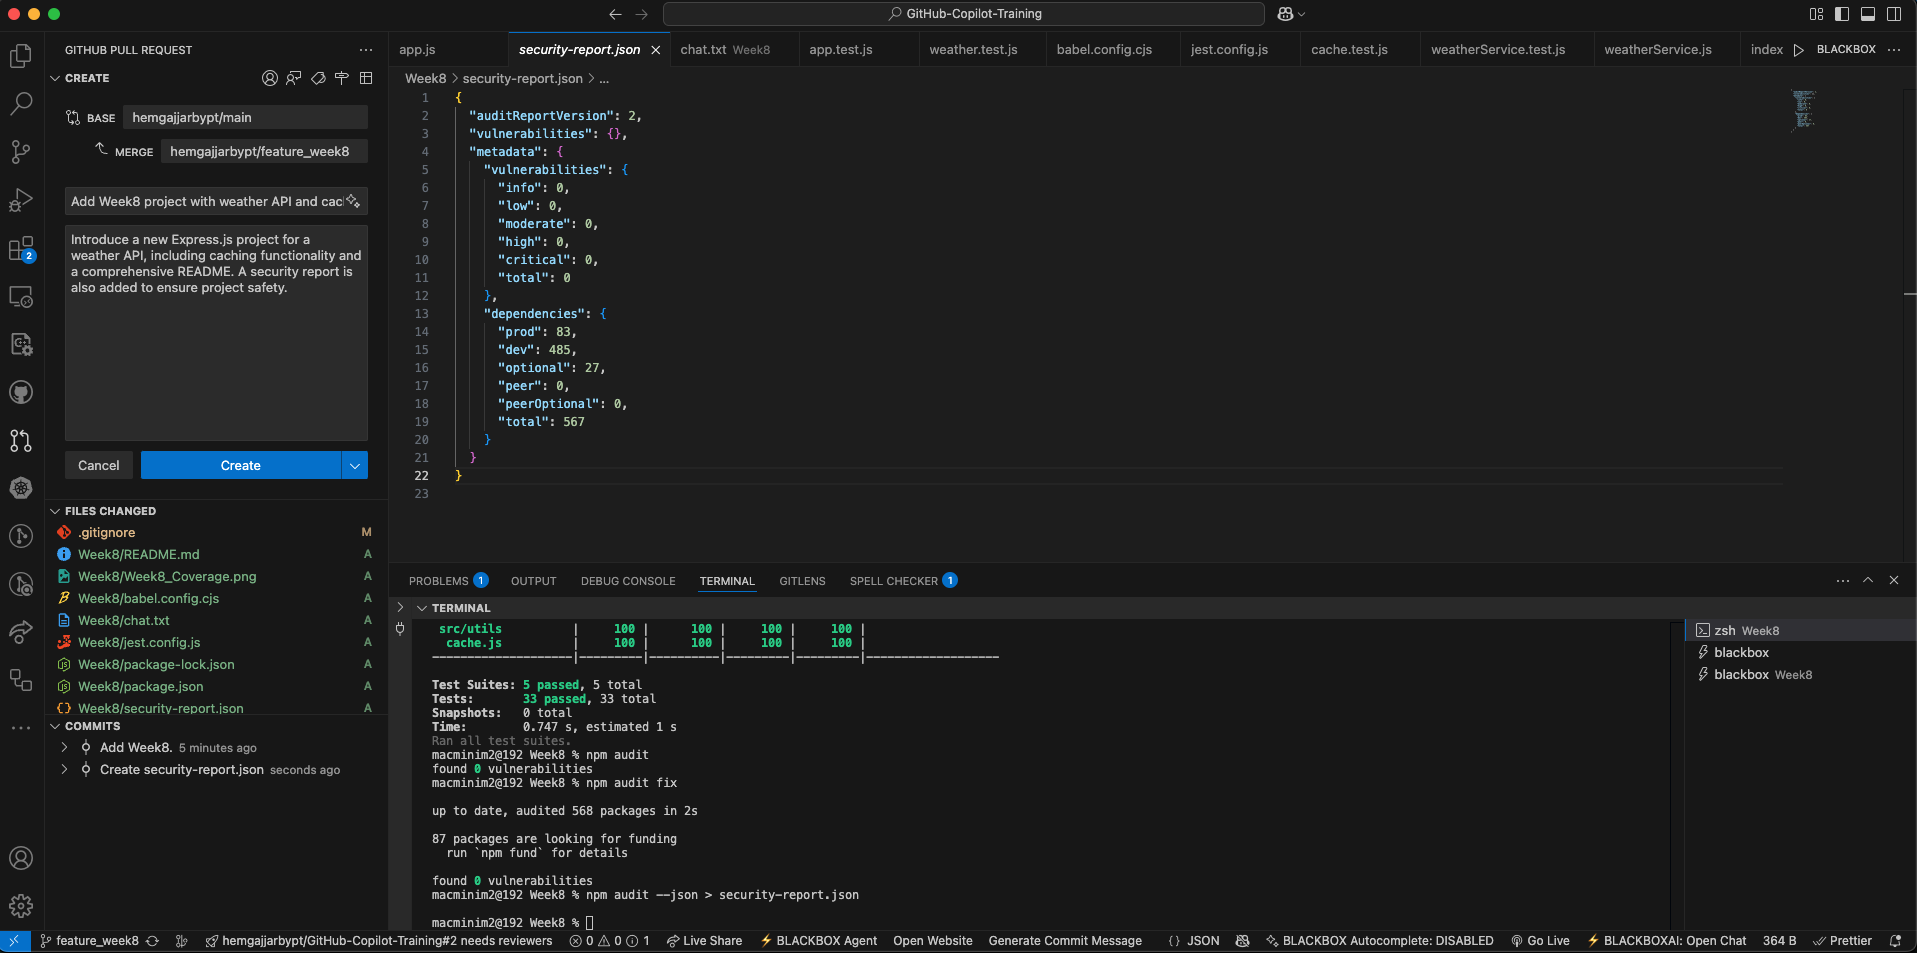 GitHub-Copilot-Training
GITHUB PULL REQUEST
CREATE
BASE hemgajjarbypt/main
MERGE hemgajjarbypt/feature_week8
Add Week8 project with weather API and cac
Introduce a new Express.js project for a
weather API, including caching functionality and
a comprehensive README. A security report is
also added to ensure project safety.
Cancel
Create
FILES CHANGED
.gitignore M
Week8/README.md A
Week8/Week8_Coverage.png A
Week8/babel.config.cjs A
Week8/chat.txt A
Week8/jest.config.js A
Week8/package-lock.json A
Week8/package.json A
Week8/security-report.json A
COMMITS
Add Week8. 5 minutes ago
Create security-report.json seconds ago
2
app.js security-report.json chat.txt Week8 app.test.js weather.test.js babel.config.cjs jest.config.js cache.test.js weatherService.test.js weatherService.js index BLACKBOX
Week8 > security-report.json > ...
1 {
2 "auditReportVersion": 2,
3 "vulnerabilities": {},
4 "metadata": {
5 "vulnerabilities": {
6 "info": 0,
7 "low": 0,
8 "moderate": 0,
9 "high": 0,
10 "critical": 0,
11 "total": 0
12 },
13 "dependencies": {
14 "prod": 83,
15 "dev": 485,
16 "optional": 27,
17 "peer": 0,
18 "peerOptional": 0,
19 "total": 567
20 }
21 }
22 }
23
PROBLEMS 1 OUTPUT DEBUG CONSOLE TERMINAL GITLENS SPELL CHECKER 1
TERMINAL
src/utils | 100 | 100 | 100 | 100 |
cache.js | 100 | 100 | 100 | 100 |
---------------------|---------|----------|---------|---------|-------------------
Test Suites: 5 passed, 5 total
Tests: 33 passed, 33 total
Snapshots: 0 total
Time: 0.747 s, estimated 1 s
Ran all test suites.
macminim2@192 Week8 % npm audit
found 0 vulnerabilities
macminim2@192 Week8 % npm audit fix
up to date, audited 568 packages in 2s
87 packages are looking for funding
run `npm fund` for details
found 0 vulnerabilities
macminim2@192 Week8 % npm audit --json > security-report.json
macminim2@192 Week8 %
zsh Week8
blackbox
blackbox Week8
feature_week8 hemgajjarbypt/GitHub-Copilot-Training#2 needs reviewers 0 0 1 Live Share BLACKBOX Agent Open Website Generate Commit Message {} JSON BLACKBOX Autocomplete: DISABLED Go Live BLACKBOXAI: Open Chat 364 B Prettier